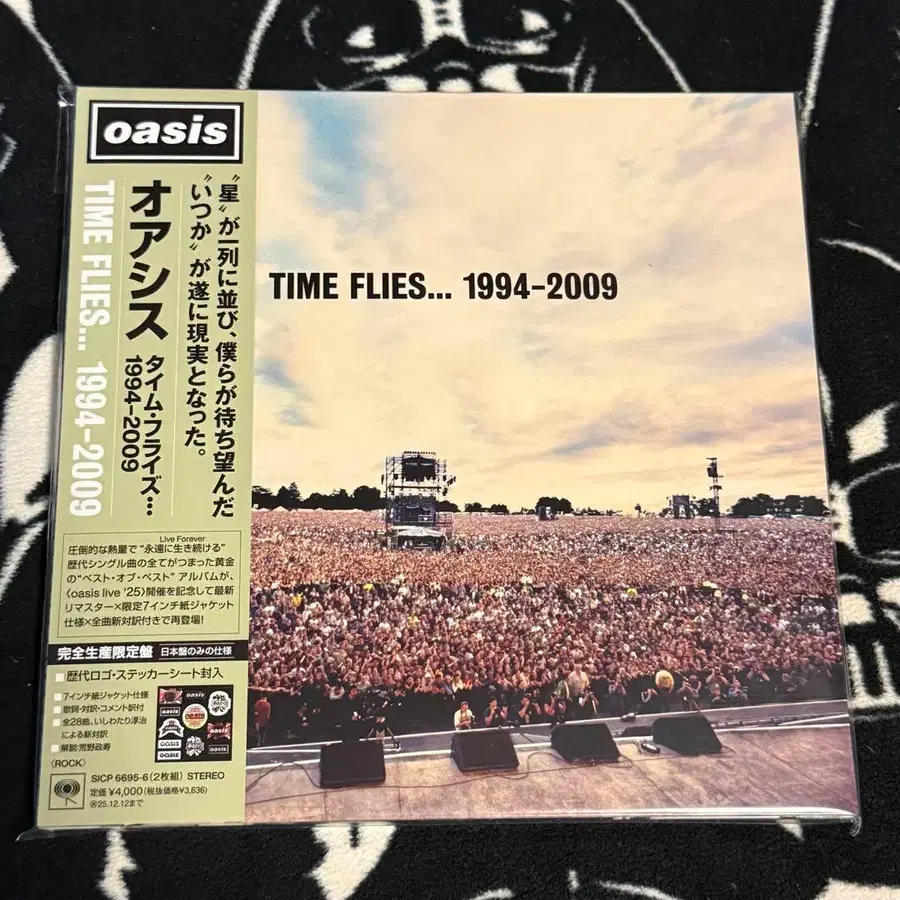 oasis
"星"が一列に並び、僕らが待ち望んだ
"いつか"が遂に現実となった。
オアシス
タイム・フライズ…
1994-2009
TIME FLIES... 1994-2009
TIME FLIES... 1994-2009
Live Forever
圧倒的な熱量で"永遠に生き続ける"
歴代シングル曲の全てがつまった黄金
の"ベスト・オブ・ベスト"アルバムが、
〈oasis live '25〉開催を記念して最新
リマスター×限定7インチ紙ジャケット
仕様×全曲新対訳付きで再登場!
完全生産限定盤 日本盤のみの仕様
歴代ロゴ・ステッカーシート封入
7インチ紙ジャケット仕様
歌詞・対訳・コメント訳付
全28曲、いしわたり淳治
による新対訳
解説:荒野政寿
〈ROCK〉
oasis
oasis
oasis
oasis
oasis
oasis
SICP 6695-6(2枚組) STEREO
定価 ¥4,000(税抜価格¥3,636)
25.12.12まで